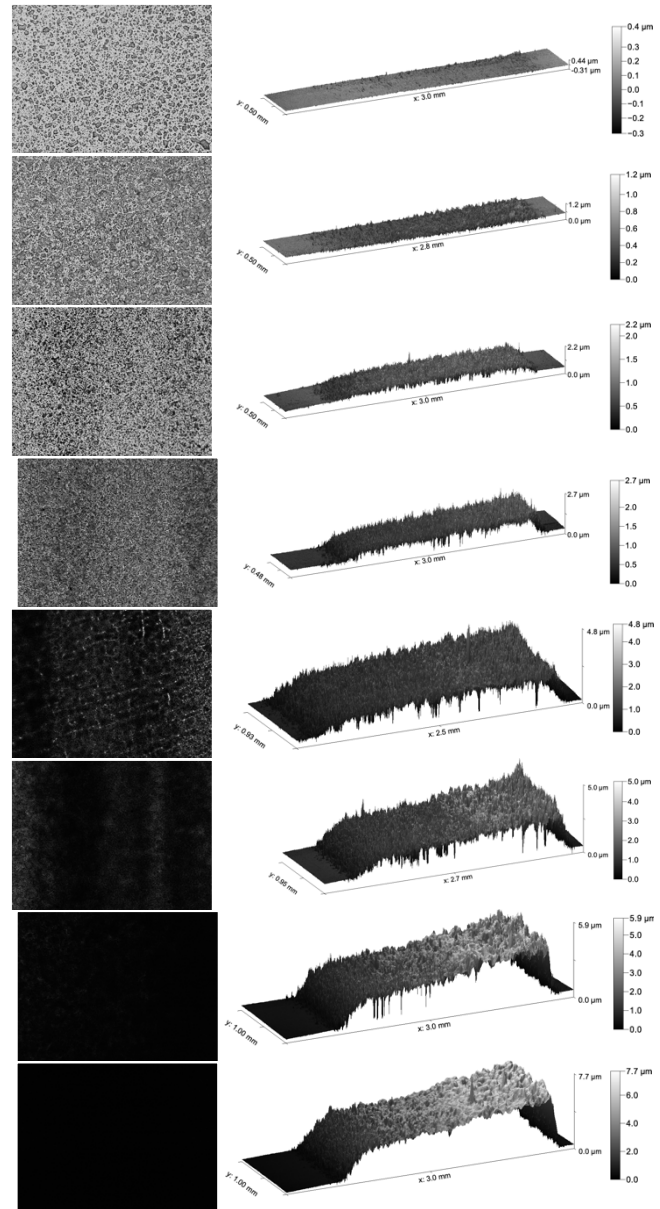 0.4 µm
0.3
0.2
0.1
0.0
-0.1
-0.2
-0.3
0.44 µm
-0.31 µm
x: 3.0 mm
y: 0.50 mm
1.2 µm
1.0
0.8
0.6
0.4
0.2
0.0
1.2 µm
0.0 µm
x: 2.8 mm
y: 0.50 mm
2.2 µm
2.0
1.5
1.0
0.5
0.0
2.2 µm
0.0 µm
x: 3.0 mm
y: 0.50 mm
2.7 µm
2.0
1.5
1.0
0.5
0.0
2.7 µm
0.0 µm
x: 3.0 mm
y: 0.48 mm
4.8 µm
4.0
3.0
2.0
1.0
0.0
4.8 µm
0.0 µm
x: 2.5 mm
y: 0.93 mm
5.0 µm
4.0
3.0
2.0
1.0
0.0
5.0 µm
0.0 µm
x: 2.7 mm
y: 0.95 mm
5.9 µm
5.0
4.0
3.0
2.0
1.0
0.0
5.9 µm
0.0 µm
x: 3.0 mm
y: 1.00 mm
7.7 µm
6.0
4.0
2.0
0.0
7.7 µm
0.0 µm
x: 3.0 mm
y: 1.00 mm